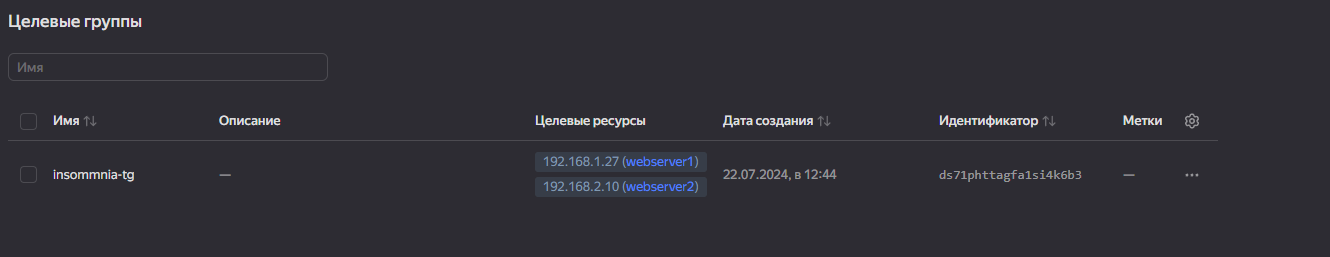 Целевые группы
Имя
Имя Описание Целевые ресурсы Дата создания Идентификатор Метки
insommnia-tg — 192.168.1.27 (webserver1) 22.07.2024, в 12:44 ds71phttagfa1si4k6b3 — ···
192.168.2.10 (webserver2)